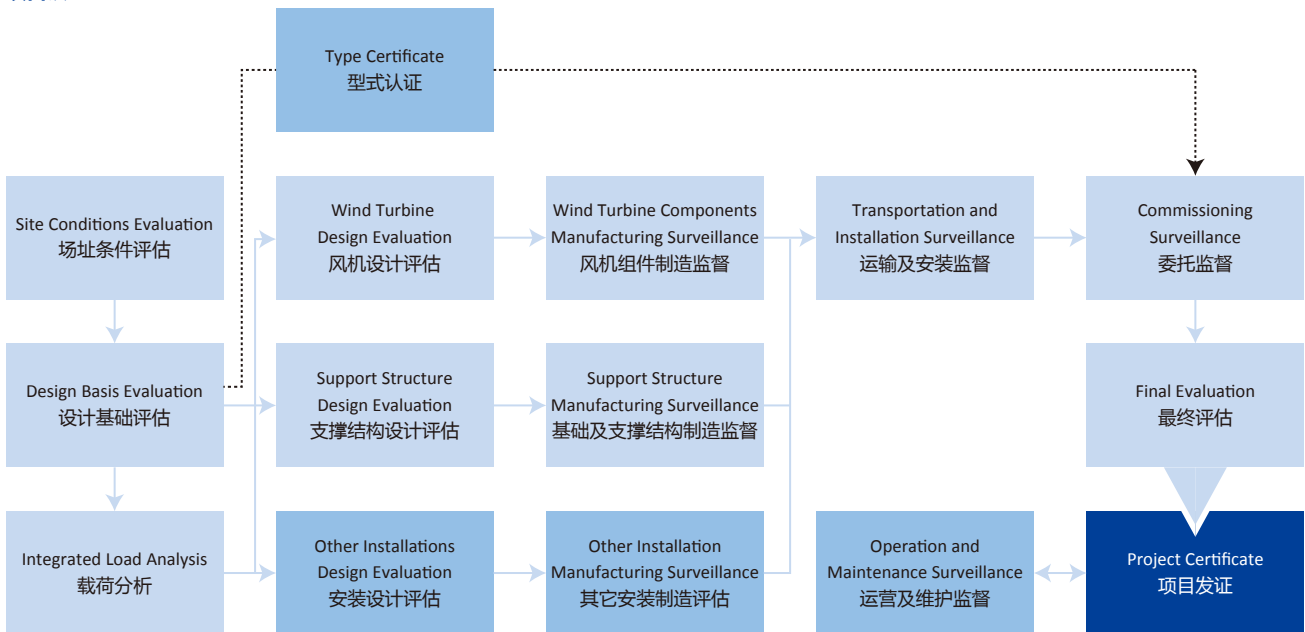 Type Certificate
型式认证
Site Conditions Evaluation
场址条件评估
Wind Turbine
Design Evaluation
风机设计评估
Wind Turbine Components
Manufacturing Surveillance
风机组件制造监督
Transportation and
Installation Surveillance
运输及安装监督
Commissioning
Surveillance
委托监督
Design Basis Evaluation
设计基础评估
Support Structure
Design Evaluation
支撑结构设计评估
Support Structure
Manufacturing Surveillance
基础及支撑结构制造监督
Final Evaluation
最终评估
Integrated Load Analysis
载荷分析
Other Installations
Design Evaluation
安装设计评估
Other Installation
Manufacturing Surveillance
其它安装制造评估
Operation and
Maintenance Surveillance
运营及维护监督
Project Certificate
项目发证